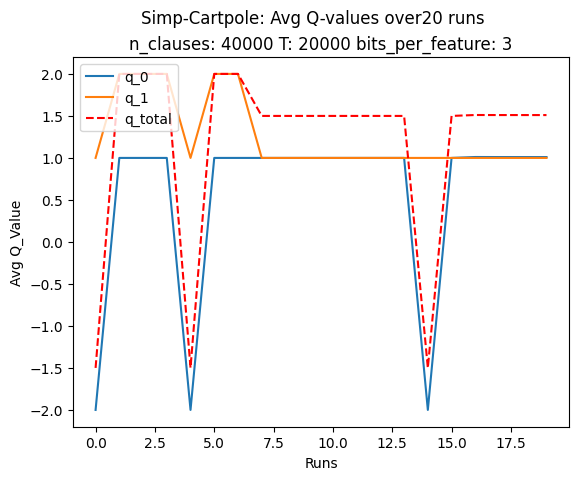 Simp-Cartpole: Avg Q-values over20 runs
n_clauses: 40000 T: 20000 bits_per_feature: 3
q_0
q_1
q_total
2.0
1.5
1.0
0.5
0.0
−0.5
−1.0
−1.5
−2.0
Avg Q_Value
0.0 2.5 5.0 7.5 10.0 12.5 15.0 17.5
Runs